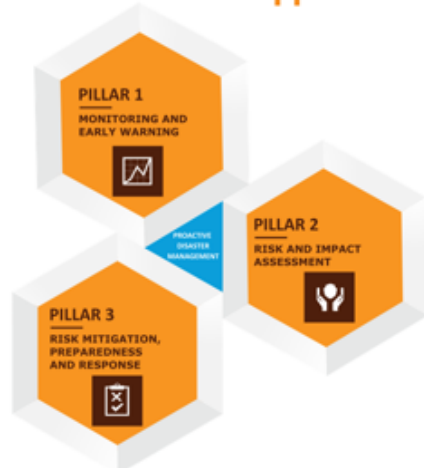 PILLAR 1
MONITORING AND
EARLY WARNING
PROACTIVE
DISASTER
MANAGEMENT
PILLAR 2
RISK AND IMPACT
ASSESSMENT
PILLAR 3
RISK MITIGATION,
PREPAREDNESS
AND RESPONSE